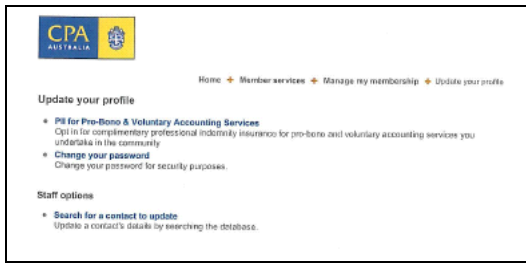 CPA
AUSTRALIA
Home + Member services + Manage my membership + Update your profile
Update your profile
PII for Pro-Bono & Voluntary Accounting Services
Opt in for complimentary professional indemnity insurance for pro-bono and voluntary accounting services you
undertake in the community
Change your password
Change your password for security purposes.
Staff options
Search for a contact to update
Update a contact's details by searching the database.